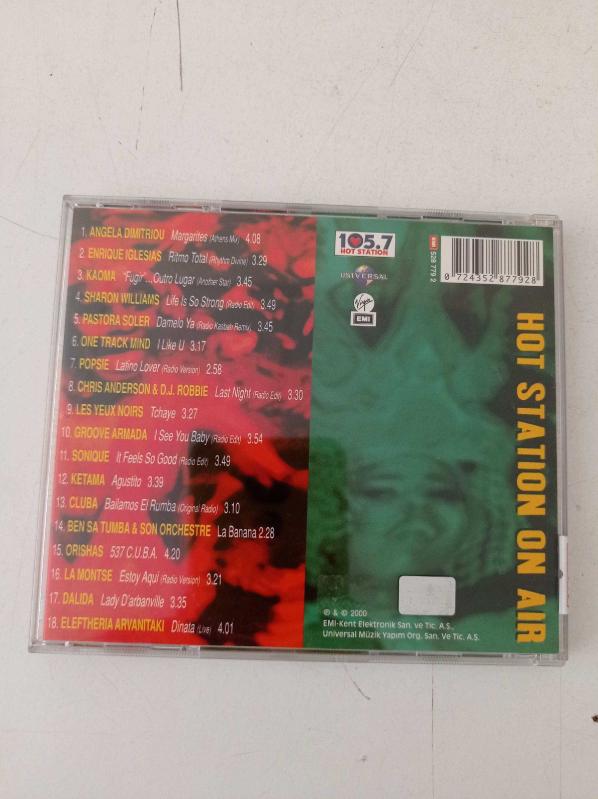 1. ANGELA DIMITRIOU Margarites (Athens Mix) 4.08
2. ENRIQUE IGLESIAS Ritmo Total (Rhythm Divine) 3.29
3. KAOMA "Fugir"...Outro Lugar (Another Star) 3.45
4. SHARON WILLIAMS Life Is So Strong (Radio Edit) 3.49
5. PASTORA SOLER Damelo Ya (Radio Kasbah Remix) 3.45
6. ONE TRACK MIND I Like U 3.17
7. POPSIE Latino Lover (Radio Version) 2.58
8. CHRIS ANDERSON & D.J. ROBBIE Last Night (Radio Edit) 3.30
9. LES YEUX NOIRS Tchaye 3.27
10. GROOVE ARMADA I See You Baby (Radio Edit) 3.54
11. SONIQUE It Feels So Good (Radio Edit) 3.49
12. KETAMA Agustito 3.39
13. CLUBA Bailamos El Rumba (Original Radio) 3.10
14. BEN SA TUMBA & SON ORCHESTRE La Banana 2.28
15. ORISHAS 537 C.U.B.A. 4.20
16. LA MONTSE Estoy Aqui (Radio Version) 3.21
17. DALIDA Lady D'arbanville 3.35
18. ELEFTHERIA ARVANITAKI Dinata (Live) 4.01
105.7
HOT STATION
UNIVERSAL
Virgin
EMI
EMI 528 779 2
0 724352 877928
HOT STATION ON AIR
℗ & © 2000
EMI-Kent Elektronik San. ve Tic. A.S.,
Universal Müzik Yapım Org. San. ve Tic. A.S.